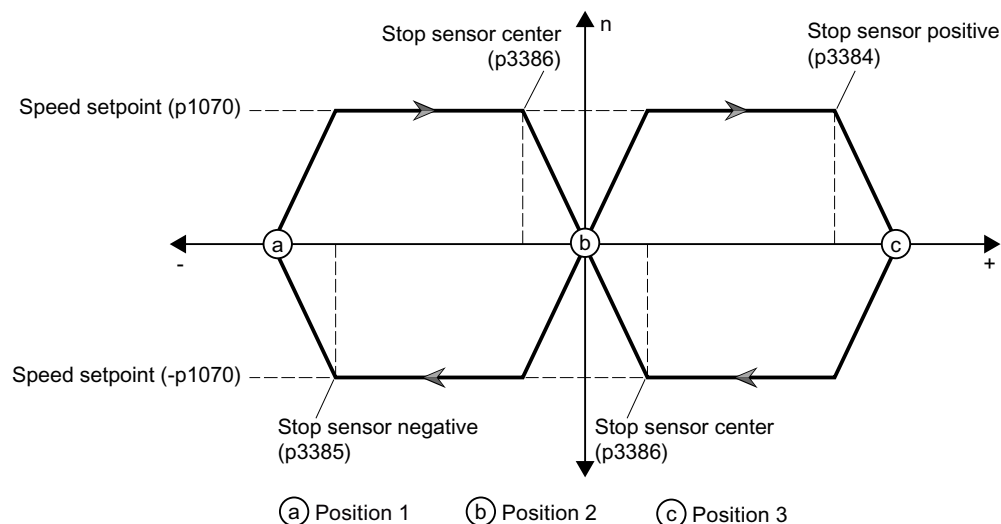 n
Stop sensor center
(p3386)
Stop sensor positive
(p3384)
Speed setpoint (p1070)
a
b
c
-
+
Speed setpoint (-p1070)
Stop sensor negative
(p3385)
Stop sensor center
(p3386)
a Position 1
b Position 2
c Position 3